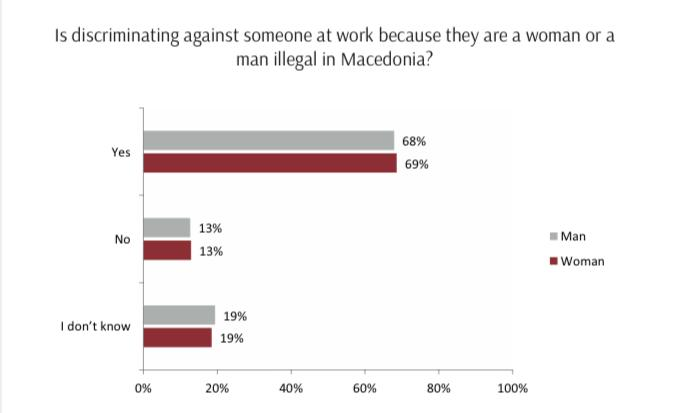 Is discriminating against someone at work because they are a woman or a
man illegal in Macedonia?
Yes
68%
69%
No
13%
13%
I don't know
19%
19%
Man
Woman
0%
20%
40%
60%
80%
100%